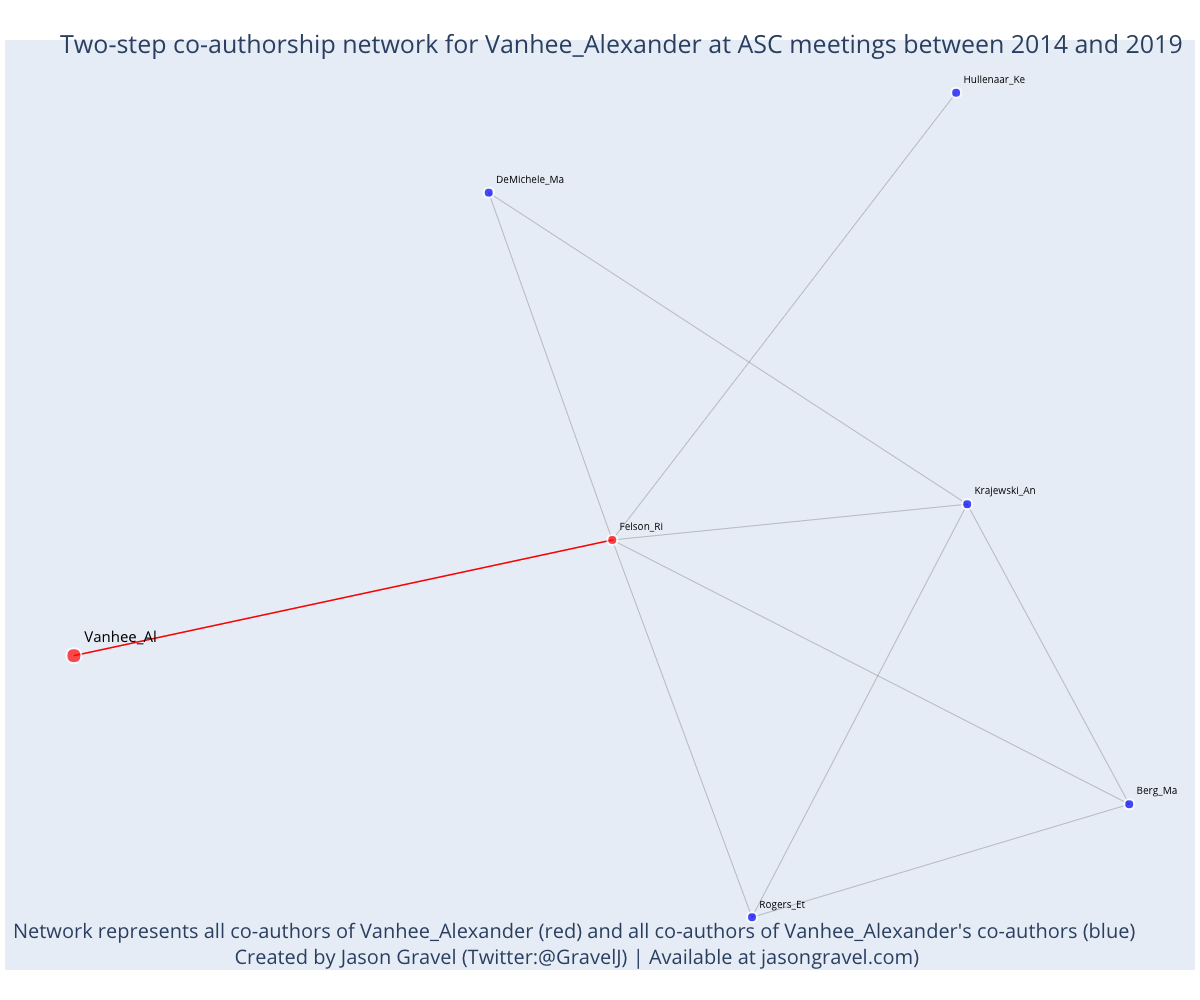 Two-step co-authorship network for Vanhee_Alexander at ASC meetings between 2014 and 2019
Hullenaar_Ke
DeMichele_Ma
Krajewski_An
Felson_Ri
Vanhee_Al
Berg_Ma
Rogers_Et
Network represents all co-authors of Vanhee_Alexander (red) and all co-authors of Vanhee_Alexander's co-authors (blue)
Created by Jason Gravel (Twitter:@GravelJ) | Available at jasongravel.com)